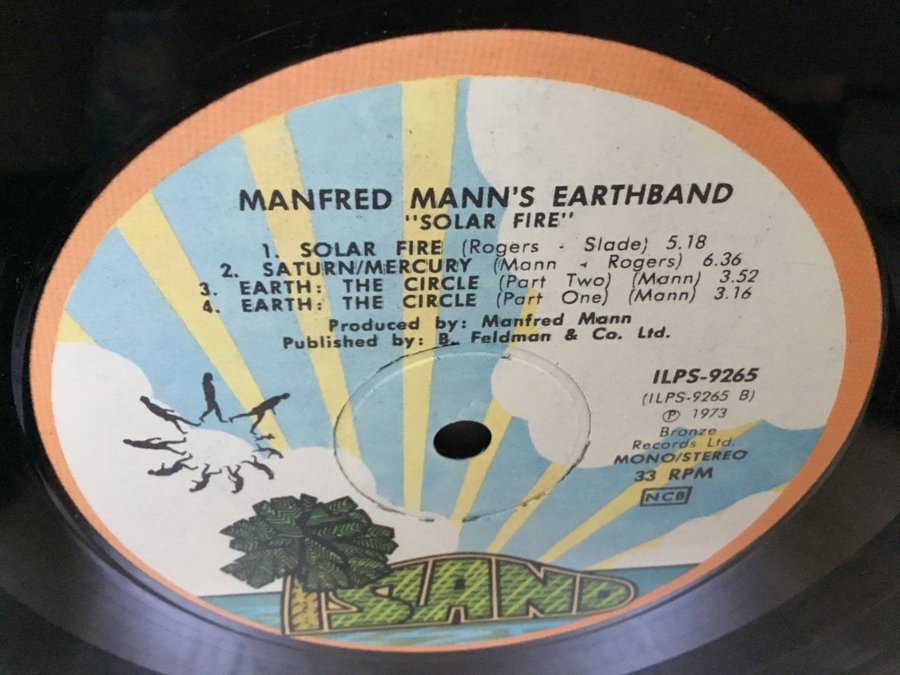 MANFRED MANN'S EARTHBAND
"SOLAR FIRE"
1. SOLAR FIRE (Rogers - Slade) 5.18
2. SATURN/MERCURY (Mann - Rogers) 6.36
3. EARTH: THE CIRCLE (Part Two) (Mann) 3.52
4. EARTH: THE CIRCLE (Part One) (Mann) 3.16
Produced by: Manfred Mann
Published by: B. Feldman & Co. Ltd.
ILPS-9265
(ILPS-9265 B)
℗ 1973
Bronze
Records Ltd.
MONO/STEREO
33 RPM
NCB
ISLAND